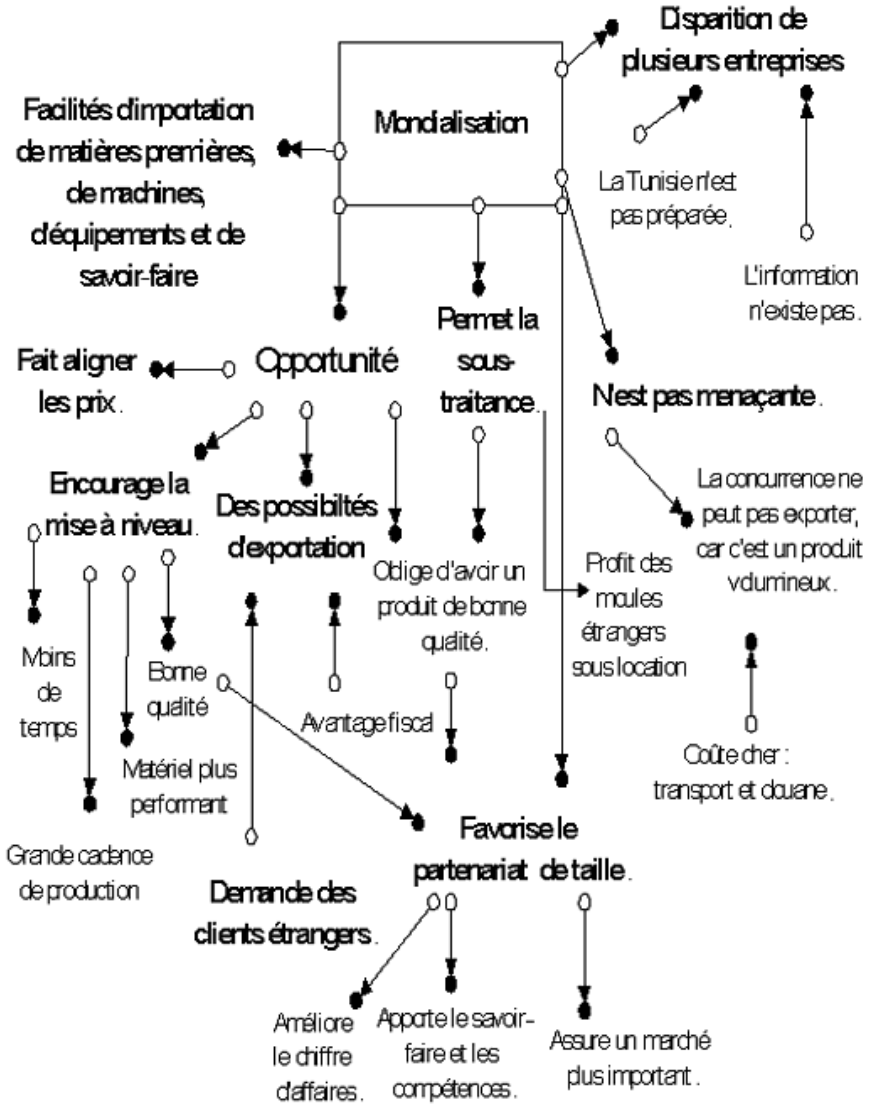 Disparition de
plusieurs entreprises
Mondialisation
Facilités d'importation
de matières premières,
de machines,
d'équipements et de
savoir-faire
La Tunisie n'est
pas préparée.
L'information
n'existe pas.
Permet la
sous-
traitance.
Opportunité
Fait aligner
les prix.
N'est pas menaçante.
Encourage la
mise à niveau.
Des possibiltés
d'exportation
La concurrence ne
peut pas exporter,
car c'est un produit
volumineux.
Oblige d'avoir un
produit de bonne
qualité.
Profit des
moules
étrangers
sous location
Moins
de
temps
Bonne
qualité
Avantage fiscal
Matériel plus
performant
Coûte cher :
transport et douane.
Grande cadence
de production
Favorise le
partenariat de taille.
Demande des
clients étrangers.
Améliore
le chiffre
d'affaires.
Apporte le savoir-
faire et les
compétences.
Assure un marché
plus important.